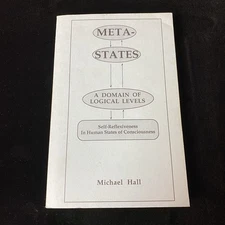 META-
STATES
A DOMAIN OF
LOGICAL LEVELS
Self-Reflexiveness
In Human States of Consciousness
Michael Hall